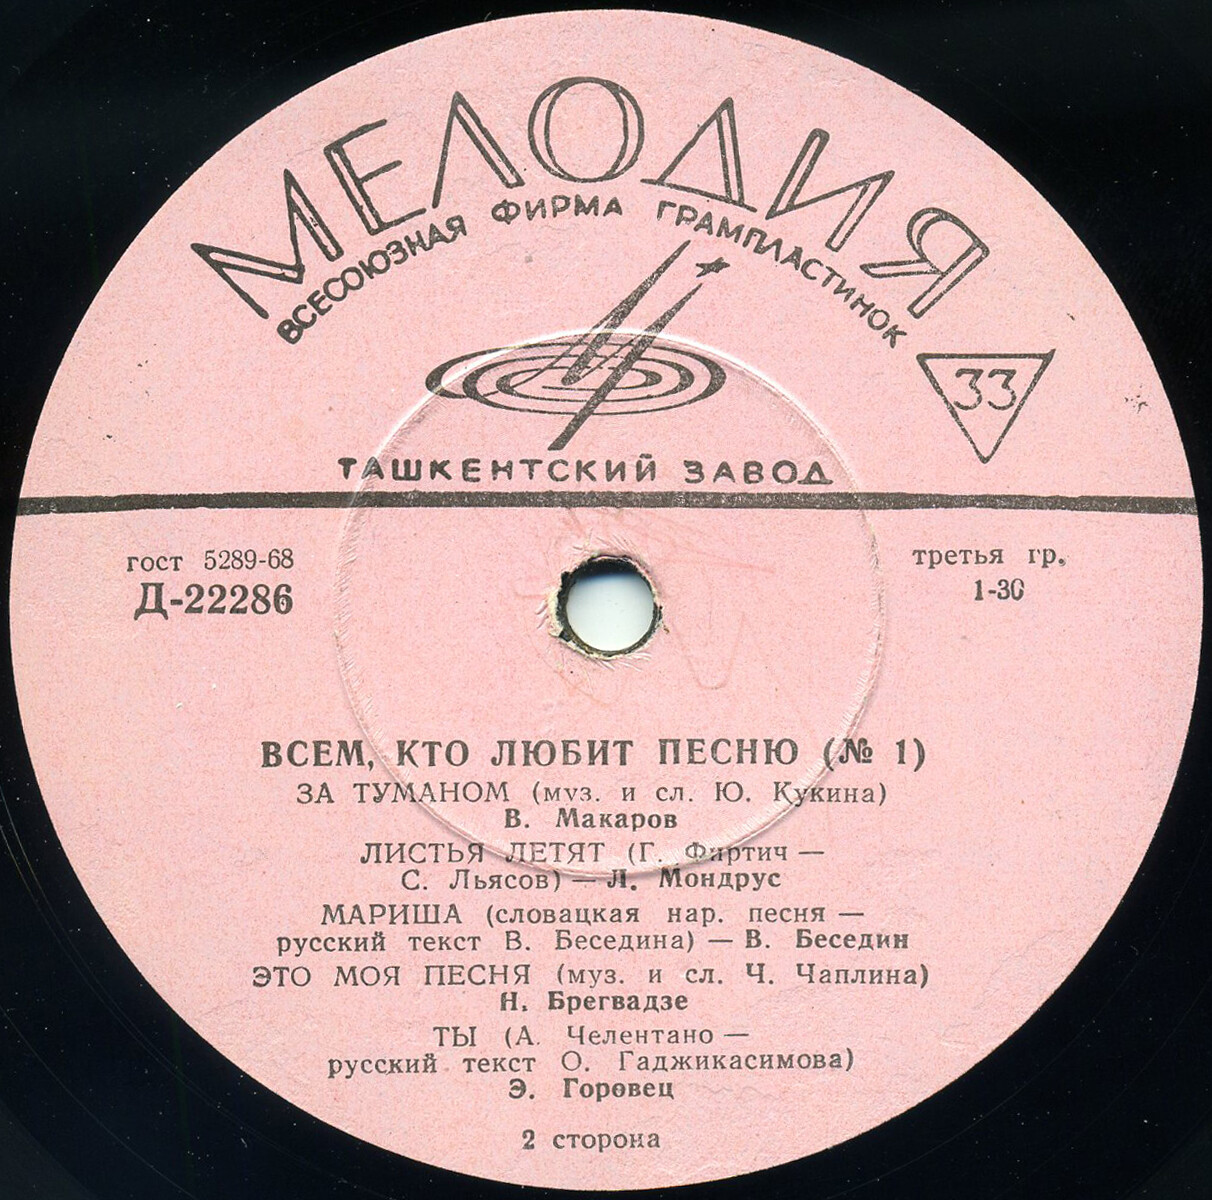 МЕЛОДИЯ
ВСЕСОЮЗНАЯ ФИРМА ГРАМПЛАСТИНОК
33
ТАШКЕНТСКИЙ ЗАВОД
гост 5289-68
Д-22286
третья гр.
1-30
ВСЕМ, КТО ЛЮБИТ ПЕСНЮ (№ 1)
ЗА ТУМАНОМ (муз. и сл. Ю. Кукина)
В. Макаров
ЛИСТЬЯ ЛЕТЯТ (Г. Фиртич —
С. Льясов) — Л. Мондрус
МАРИША (словацкая нар. песня —
русский текст В. Беседина) — В. Беседин
ЭТО МОЯ ПЕСНЯ (муз. и сл. Ч. Чаплина)
Н. Брегвадзе
ТЫ (А. Челентано —
русский текст О. Гаджикасимова)
Э. Горовец
2 сторона